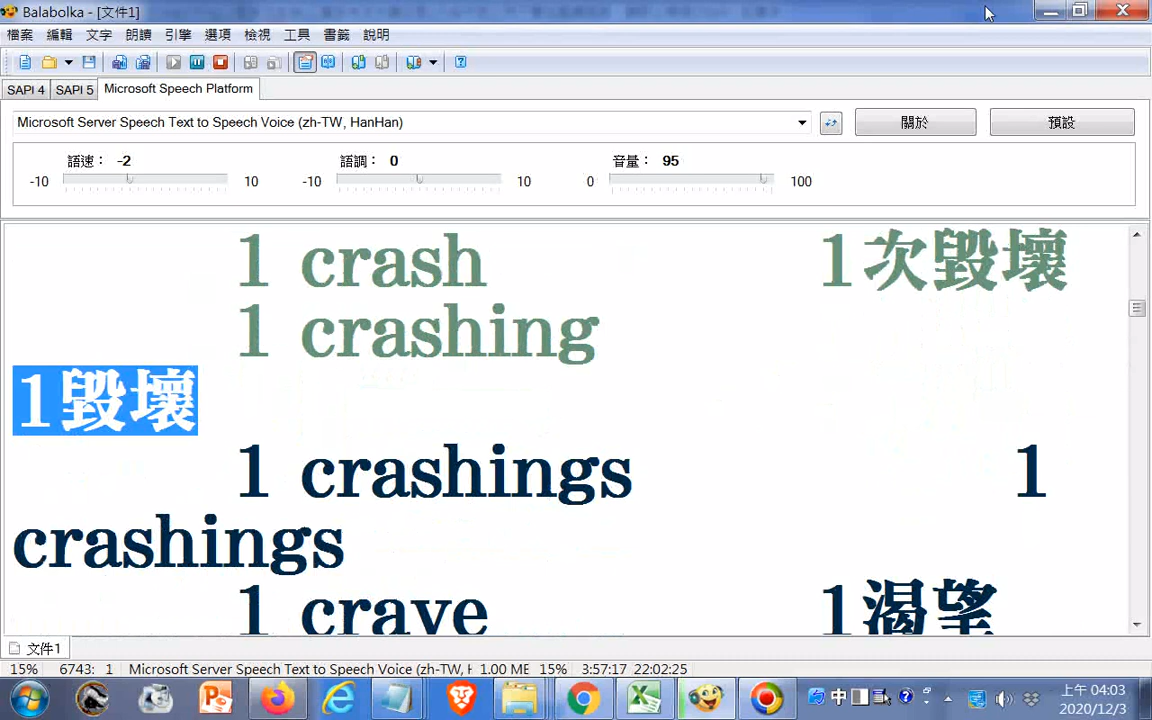 Balabolka - [文件1]
檔案 編輯 文字 朗讀 引擎 選項 檢視 工具 書籤 說明
SAPI 4 SAPI 5 Microsoft Speech Platform
Microsoft Server Speech Text to Speech Voice (zh-TW, HanHan) 關於 預設
語速： -2 語調： 0 音量： 95
-10 10 -10 10 0 100
1 crash 1次毀壞
1 crashing
1毀壞
1 crashings 1
crashings
1 crave 1渴望
文件1
15% 6743: 1 Microsoft Server Speech Text to Speech Voice (zh-TW, H 1.00 ME 15% 3:57:17 22:02:25
中 上午 04:03
2020/12/3